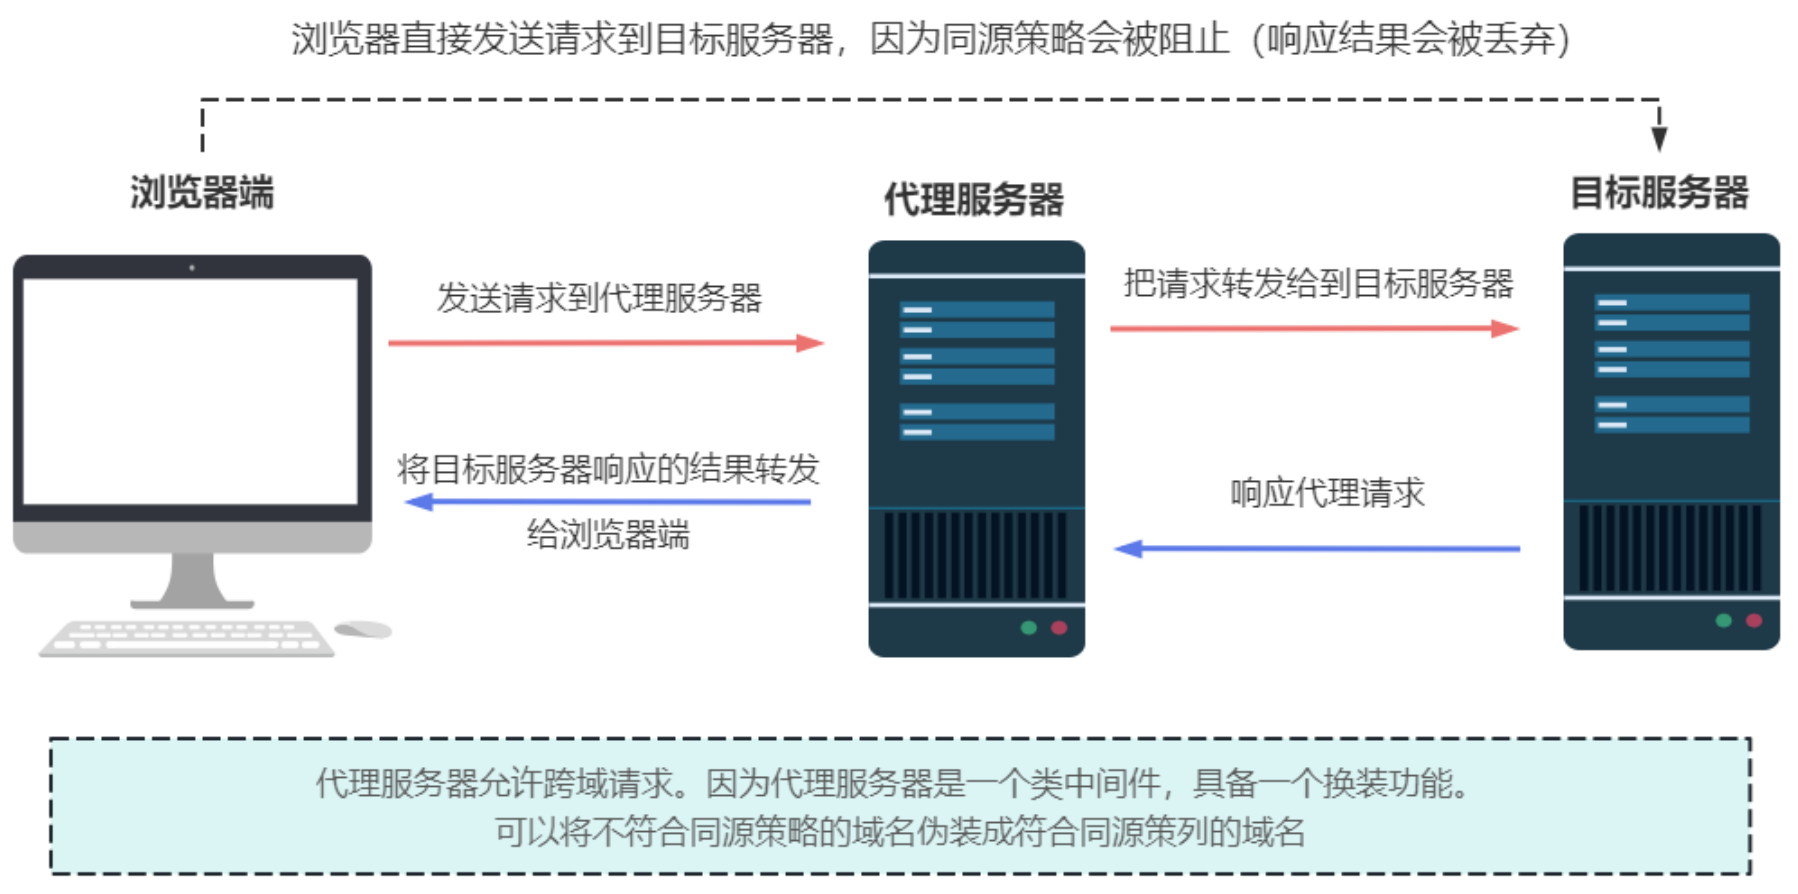 浏览器直接发送请求到目标服务器，因为同源策略会被阻止（响应结果会被丢弃）
浏览器端
代理服务器
目标服务器
发送请求到代理服务器
把请求转发给到目标服务器
将目标服务器响应的结果转发
给浏览器端
响应代理请求
代理服务器允许跨域请求。因为代理服务器是一个类中间件，具备一个换装功能。
可以将不符合同源策略的域名伪装成符合同源策列的域名